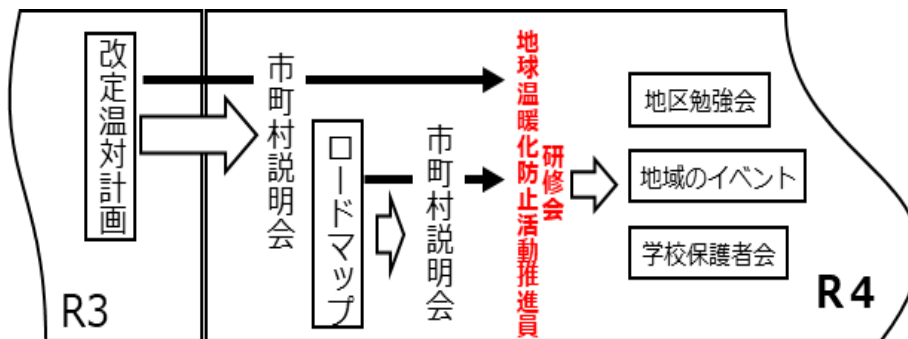 改定温対計画
R3
市町村説明会
ロードマップ
市町村説明会
地球温暖化防止活動推進員
研修会
地区勉強会
地域のイベント
学校保護者会
R4